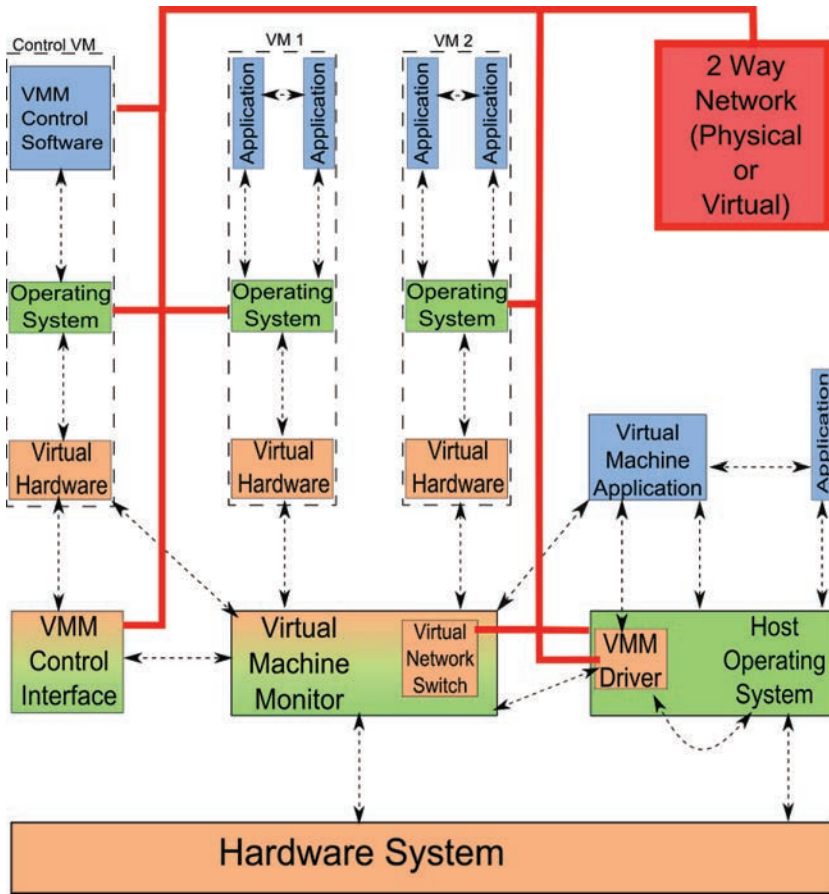 Control VM
VMM
Control
Software
Operating
System
Virtual
Hardware
VMM
Control
Interface
VM 1
Application
Application
Operating
System
Virtual
Hardware
VM 2
Application
Application
Operating
System
Virtual
Hardware
Virtual
Machine
Monitor
Virtual
Network
Switch
2 Way
Network
(Physical
or
Virtual)
Virtual
Machine
Application
Application
VMM
Driver
Host
Operating
System
Hardware System